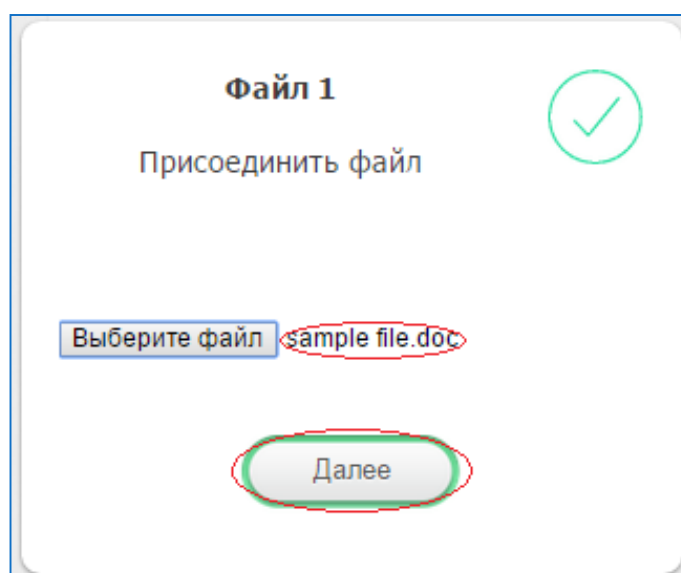 Файл 1
Присоединить файл
Выберите файл sample file.doc
Далее